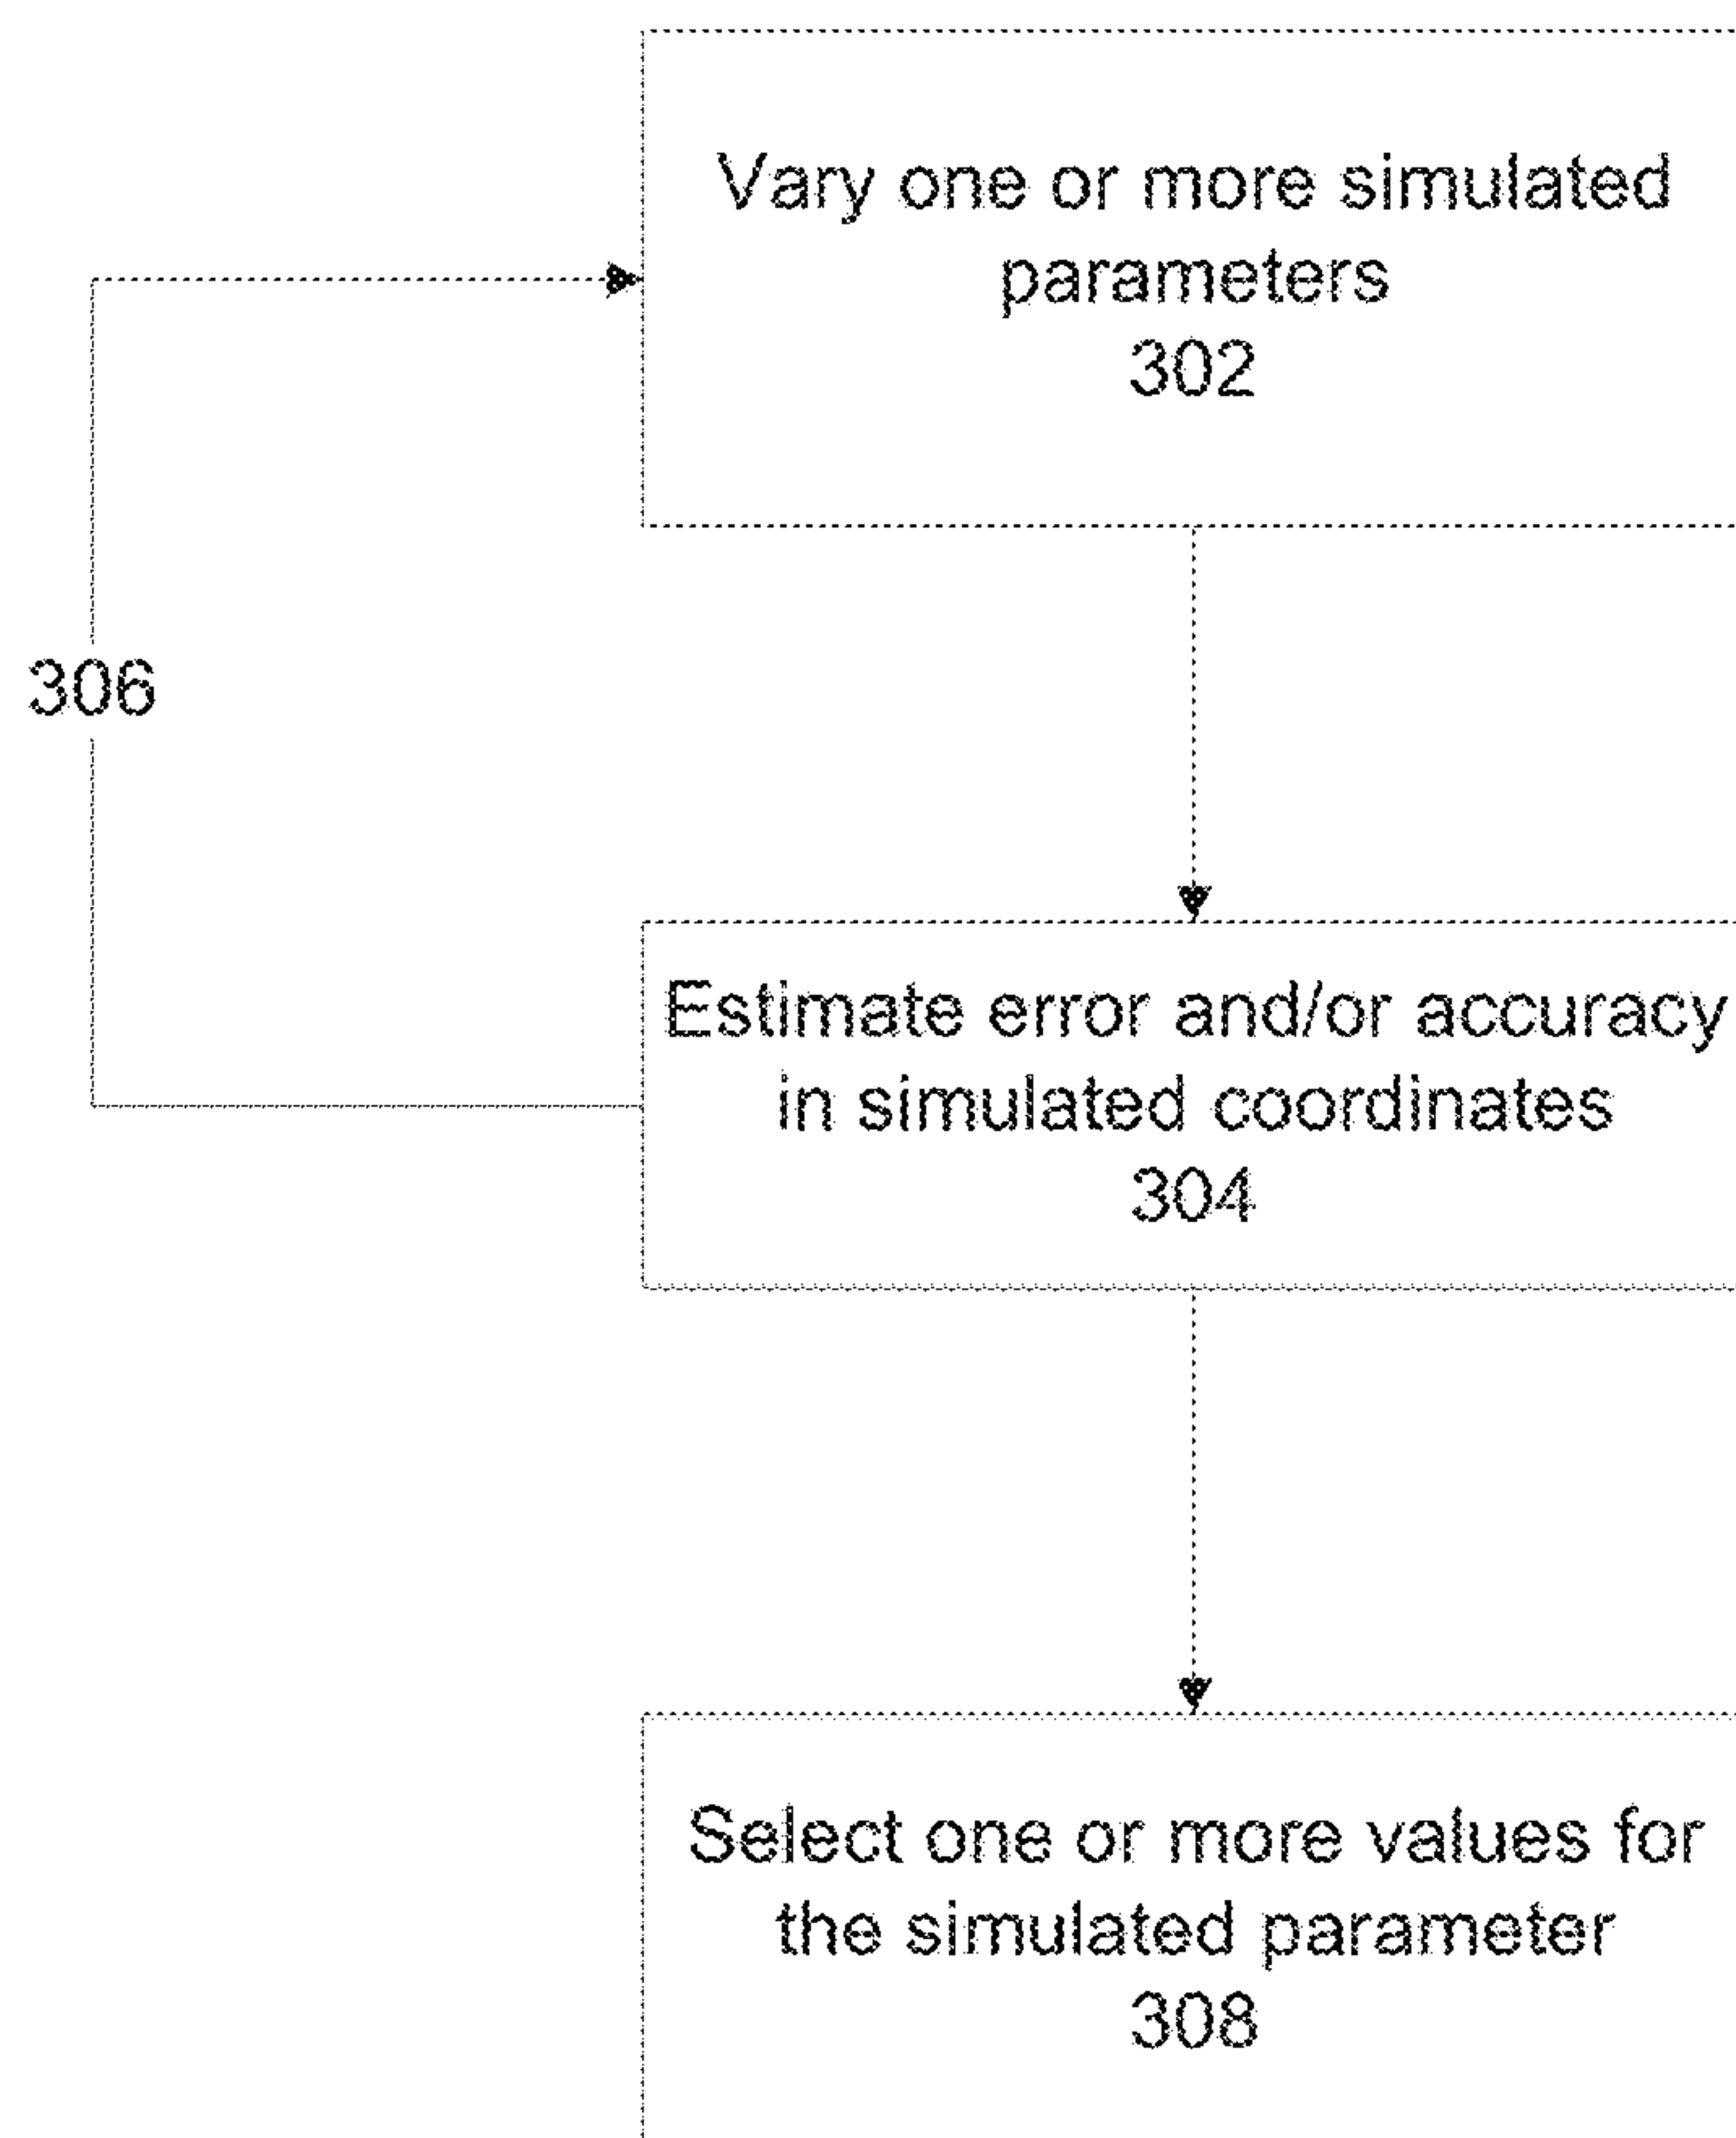 Vary one or more simulated
parameters
302
306
Estimate error and/or accuracy
in simulated coordinates
304
Select one or more values for
the simulated parameter
308